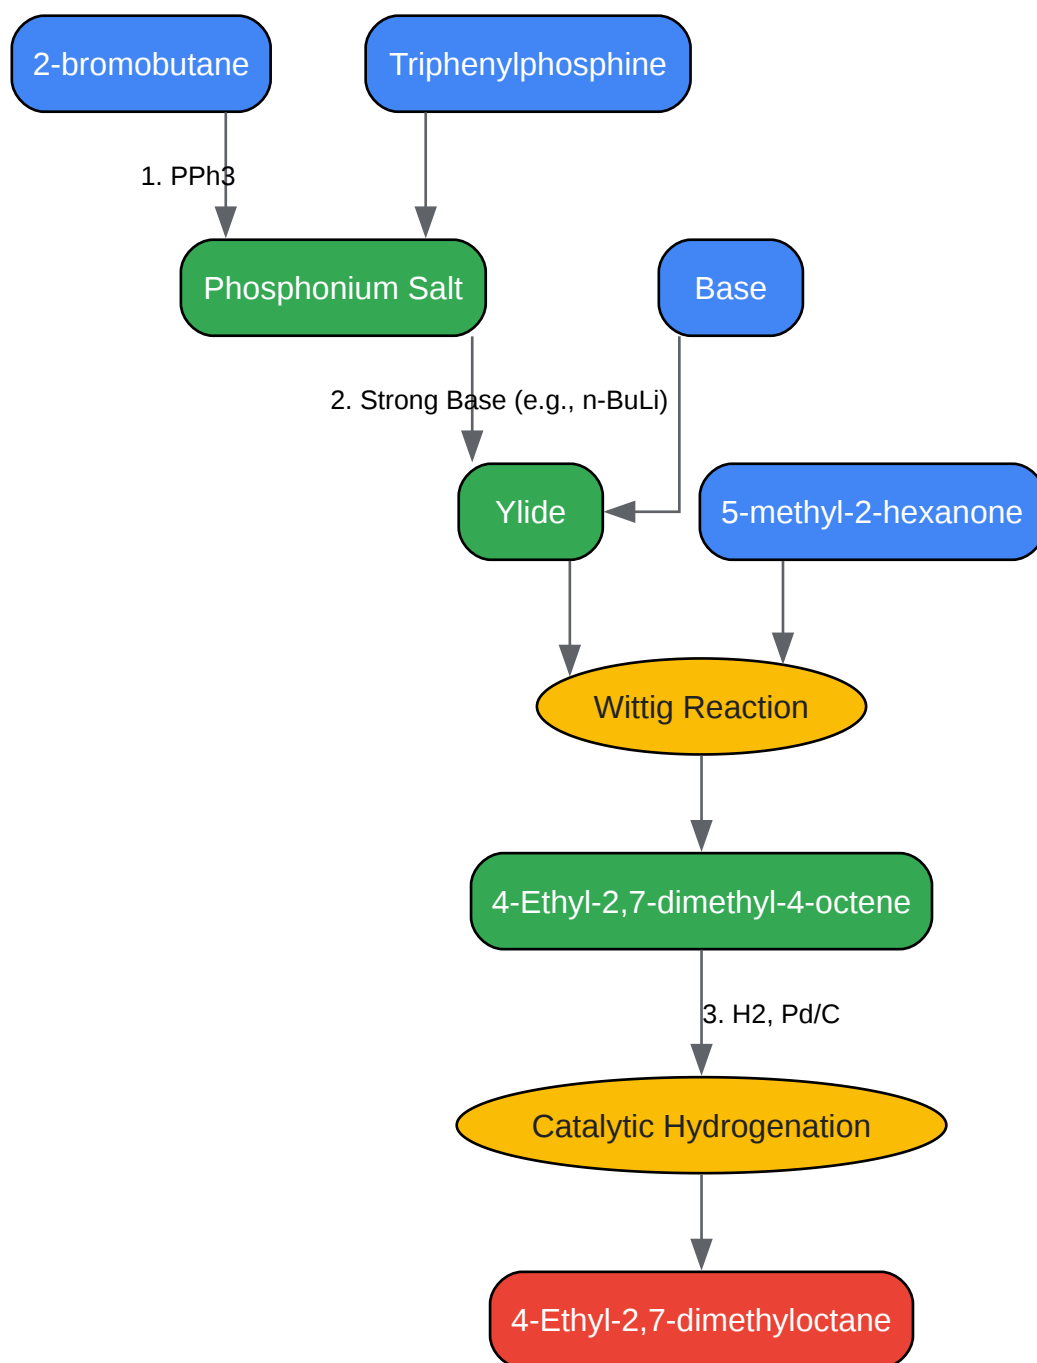 2-bromobutane
Triphenylphosphine
1. PPh3
Phosphonium Salt
Base
2. Strong Base (e.g., n-BuLi)
Ylide
5-methyl-2-hexanone
Wittig Reaction
4-Ethyl-2,7-dimethyl-4-octene
3. H2, Pd/C
Catalytic Hydrogenation
4-Ethyl-2,7-dimethyloctane